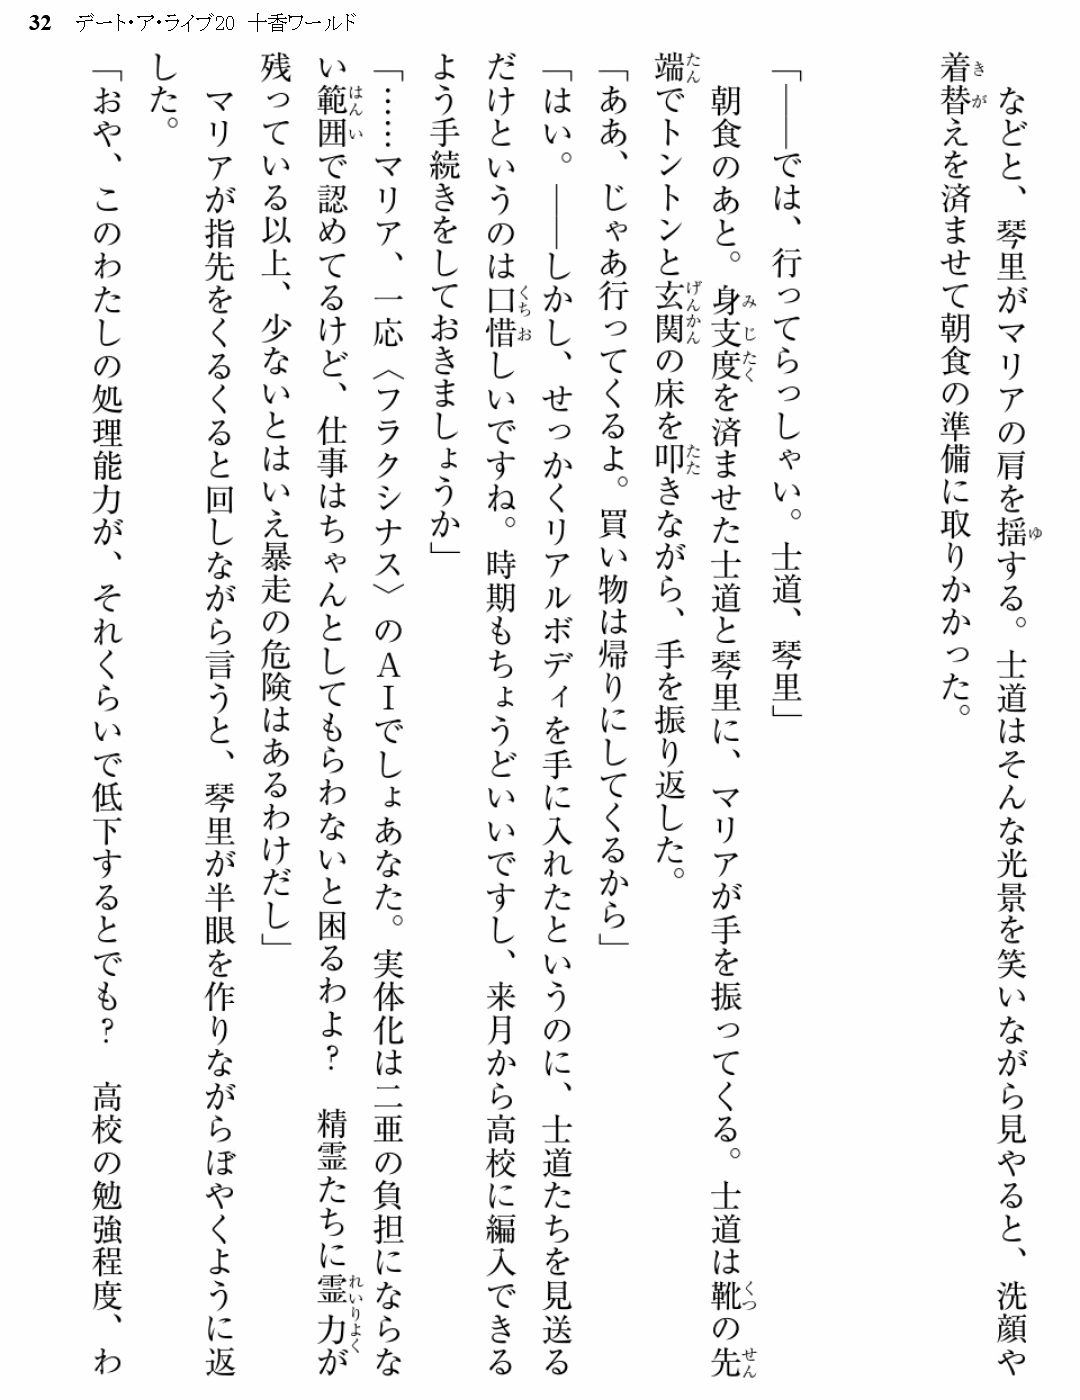 32 デート・ア・ライブ20 十香ワールド
　などと、琴里がマリアの肩を揺する。士道はそんな光景を笑いながら見やると、洗顔や
着替えを済ませて朝食の準備に取りかかった。
「――では、行ってらっしゃい。士道、琴里」
　朝食のあと。身支度を済ませた士道と琴里に、マリアが手を振ってくる。士道は靴の先
端でトントンと玄関の床を叩きながら、手を振り返した。
「ああ、じゃあ行ってくるよ。買い物は帰りにしてくるから」
「はい。――しかし、せっかくリアルボディを手に入れたというのに、士道たちを見送る
だけというのは口惜しいですね。時期もちょうどいいですし、来月から高校に編入できる
よう手続きをしておきましょうか」
「……マリア、一応〈フラクシナス〉のＡＩでしょあなた。実体化は二亜の負担にならな
い範囲で認めてるけど、仕事はちゃんとしてもらわないと困るわよ？　精霊たちに霊力が
残っている以上、少ないとはいえ暴走の危険はあるわけだし」
　マリアが指先をくるくると回しながら言うと、琴里が半眼を作りながらぼやくように返
した。
「おや、このわたしの処理能力が、それくらいで低下するとでも？　高校の勉強程度、わ